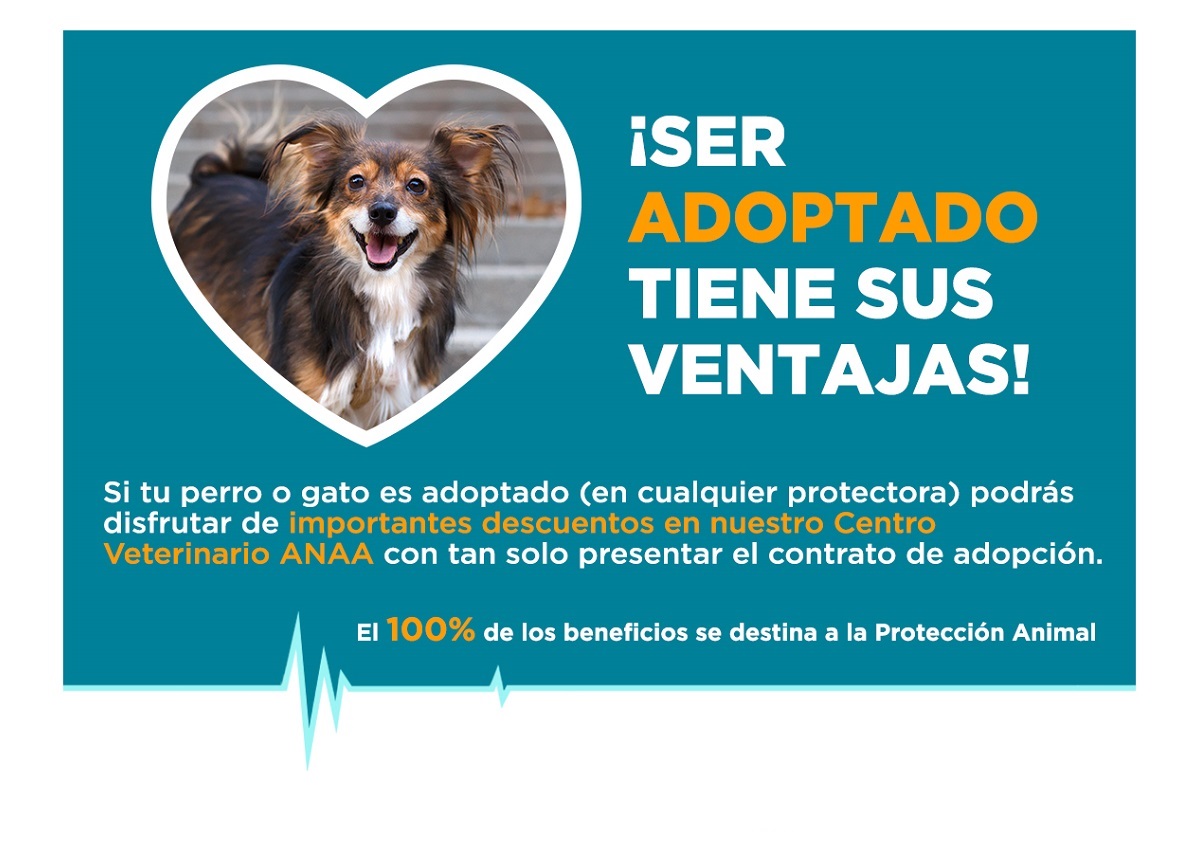 ¡SER
ADOPTADO
TIENE SUS
VENTAJAS!
Si tu perro o gato es adoptado (en cualquier protectora) podrás
disfrutar de importantes descuentos en nuestro Centro
Veterinario ANAA con tan solo presentar el contrato de adopción.
El 100% de los beneficios se destina a la Protección Animal